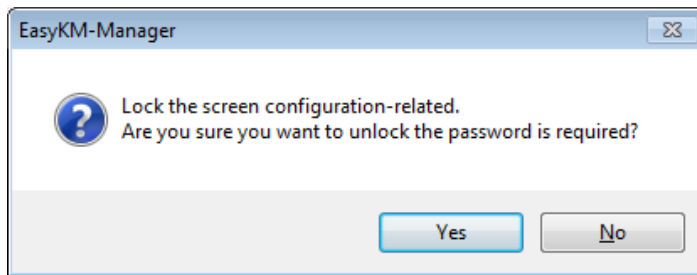 EasyKM-Manager
Lock the screen configuration-related.
Are you sure you want to unlock the password is required?
Yes
No